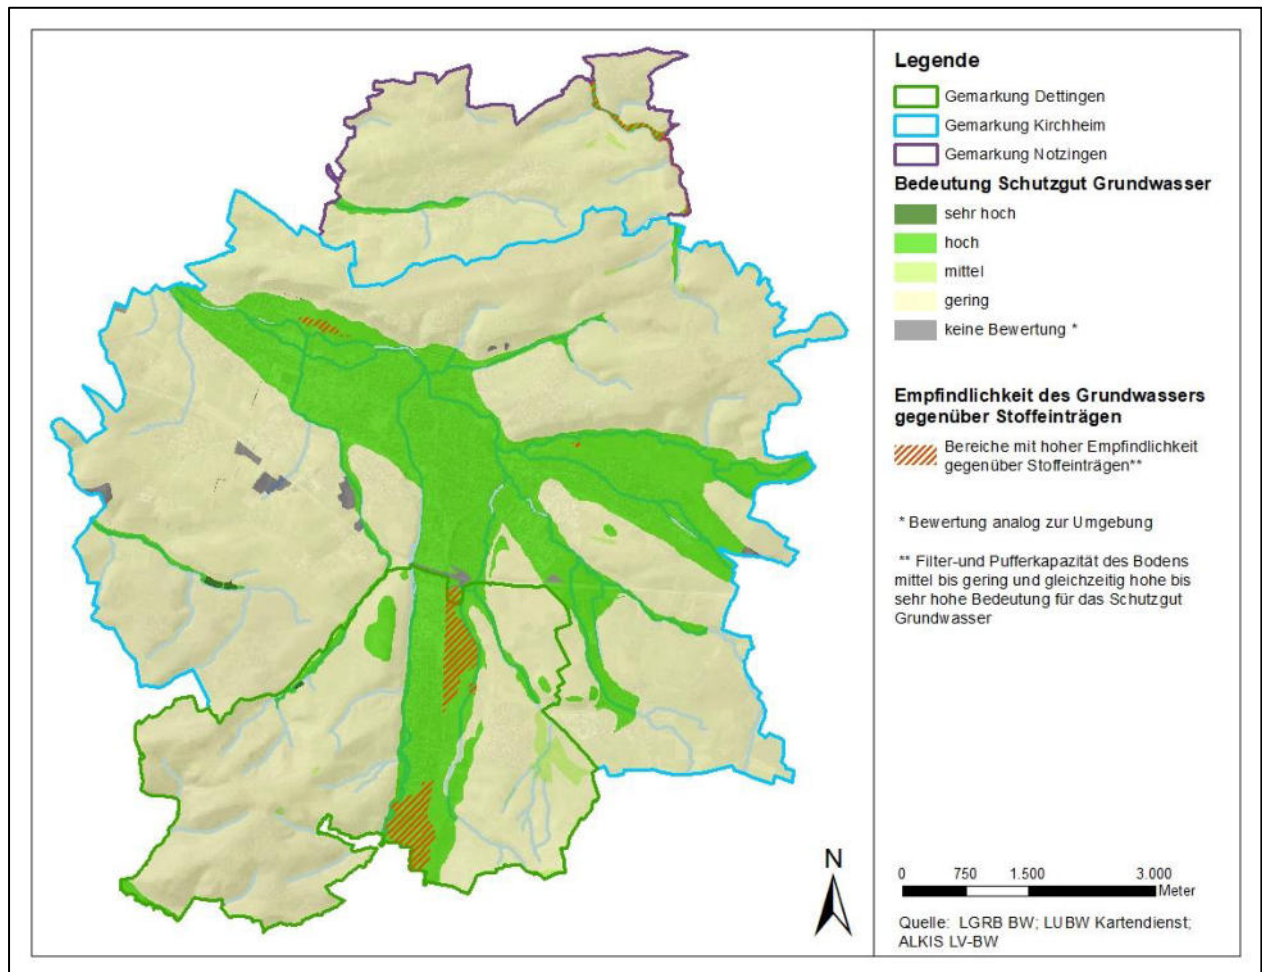 Legende
Gemarkung Dettingen
Gemarkung Kirchheim
Gemarkung Notzingen
Bedeutung Schutzgut Grundwasser
sehr hoch
hoch
mittel
gering
keine Bewertung *
Empfindlichkeit des Grundwassers
gegenüber Stoffeinträgen
Bereiche mit hoher Empfindlichkeit
gegenüber Stoffeinträgen**
* Bewertung analog zur Umgebung
** Filter-und Pufferkapazität des Bodens
mittel bis gering und gleichzeitig hohe bis
sehr hohe Bedeutung für das Schutzgut
Grundwasser
N
0 750 1.500 3.000
Meter
Quelle: LGRB BW; LUBW Kartendienst;
ALKIS LV-BW